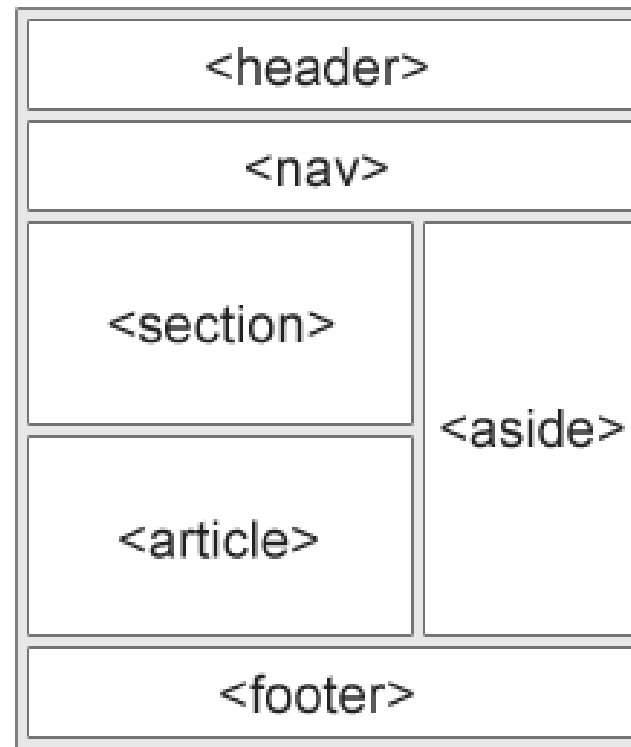 <header>
<nav>
<section>
<aside>
<article>
<footer>